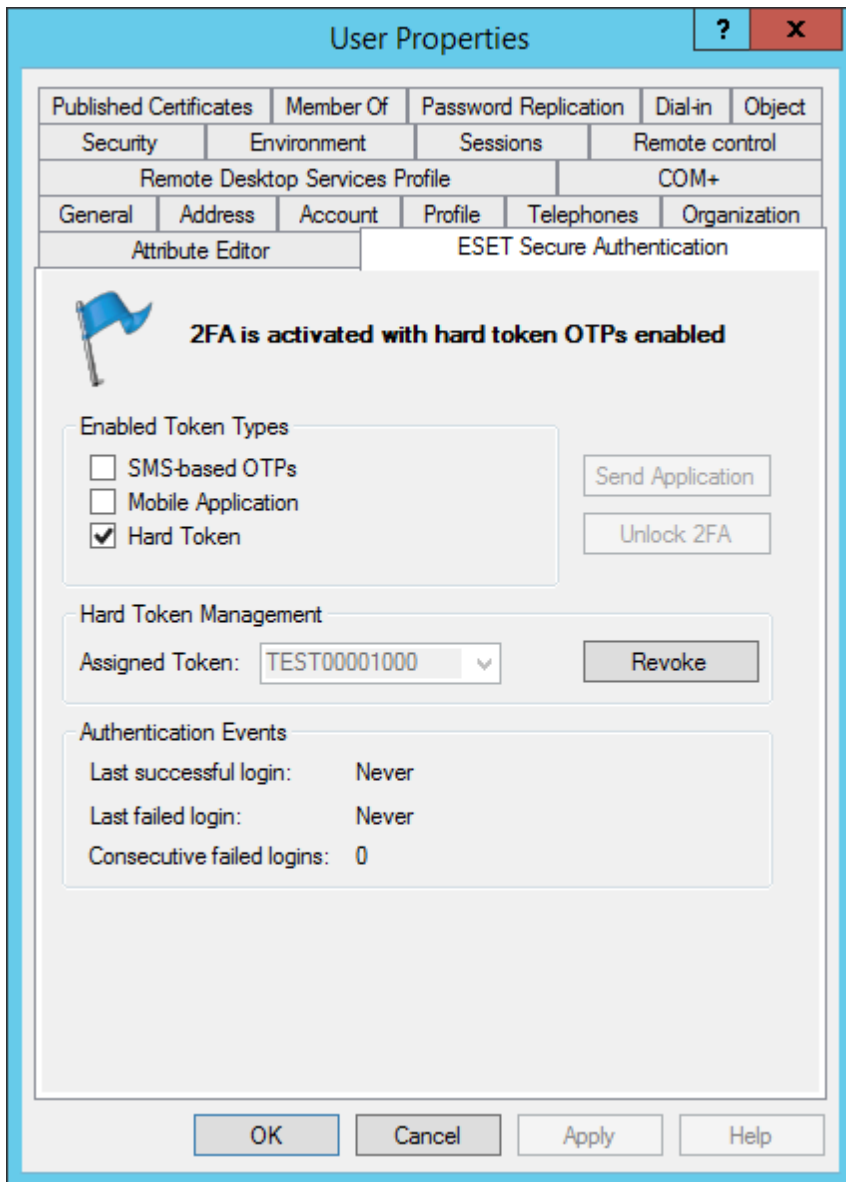 User Properties
? x
Published Certificates Member Of Password Replication Dial-in Object
Security Environment Sessions Remote control
Remote Desktop Services Profile COM+
General Address Account Profile Telephones Organization
Attribute Editor ESET Secure Authentication
2FA is activated with hard token OTPs enabled
Enabled Token Types
SMS-based OTPs
Send Application
Mobile Application
Hard Token
Unlock 2FA
Hard Token Management
Assigned Token: TEST00001000 Revoke
Authentication Events
Last successful login: Never
Last failed login: Never
Consecutive failed logins: 0
OK Cancel Apply Help